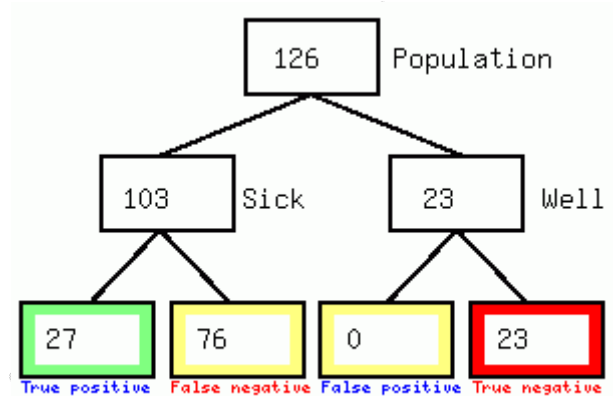 126 Population
103 Sick 23 Well
27 76 0 23
True positive False negative False positive True negative